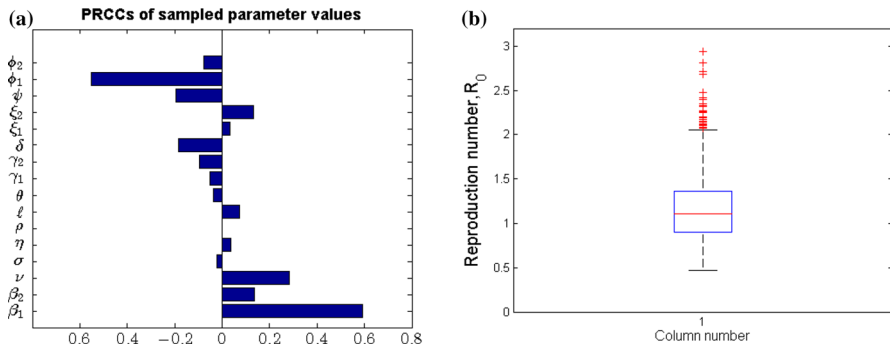 (a)
PRCCs of sampled parameter values
ϕ₂
ϕ₁
ψ
ξ₂
ξ₁
δ
γ₂
γ₁
θ
ℓ
ρ
η
σ
ν
β₂
β₁
0.6 −0.4 −0.2 0 0.2 0.4 0.6 0.8
(b)
Reproduction number, R₀
3
2.5
2
1.5
1
0.5
0
1
Column number